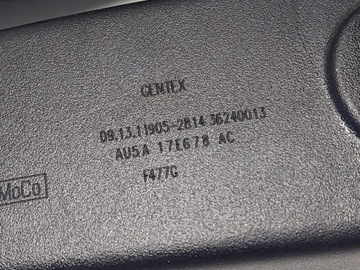 GENTEX
09.13.11905-2814 36240013
AU5A 17E678 AC
F477G
MoCo